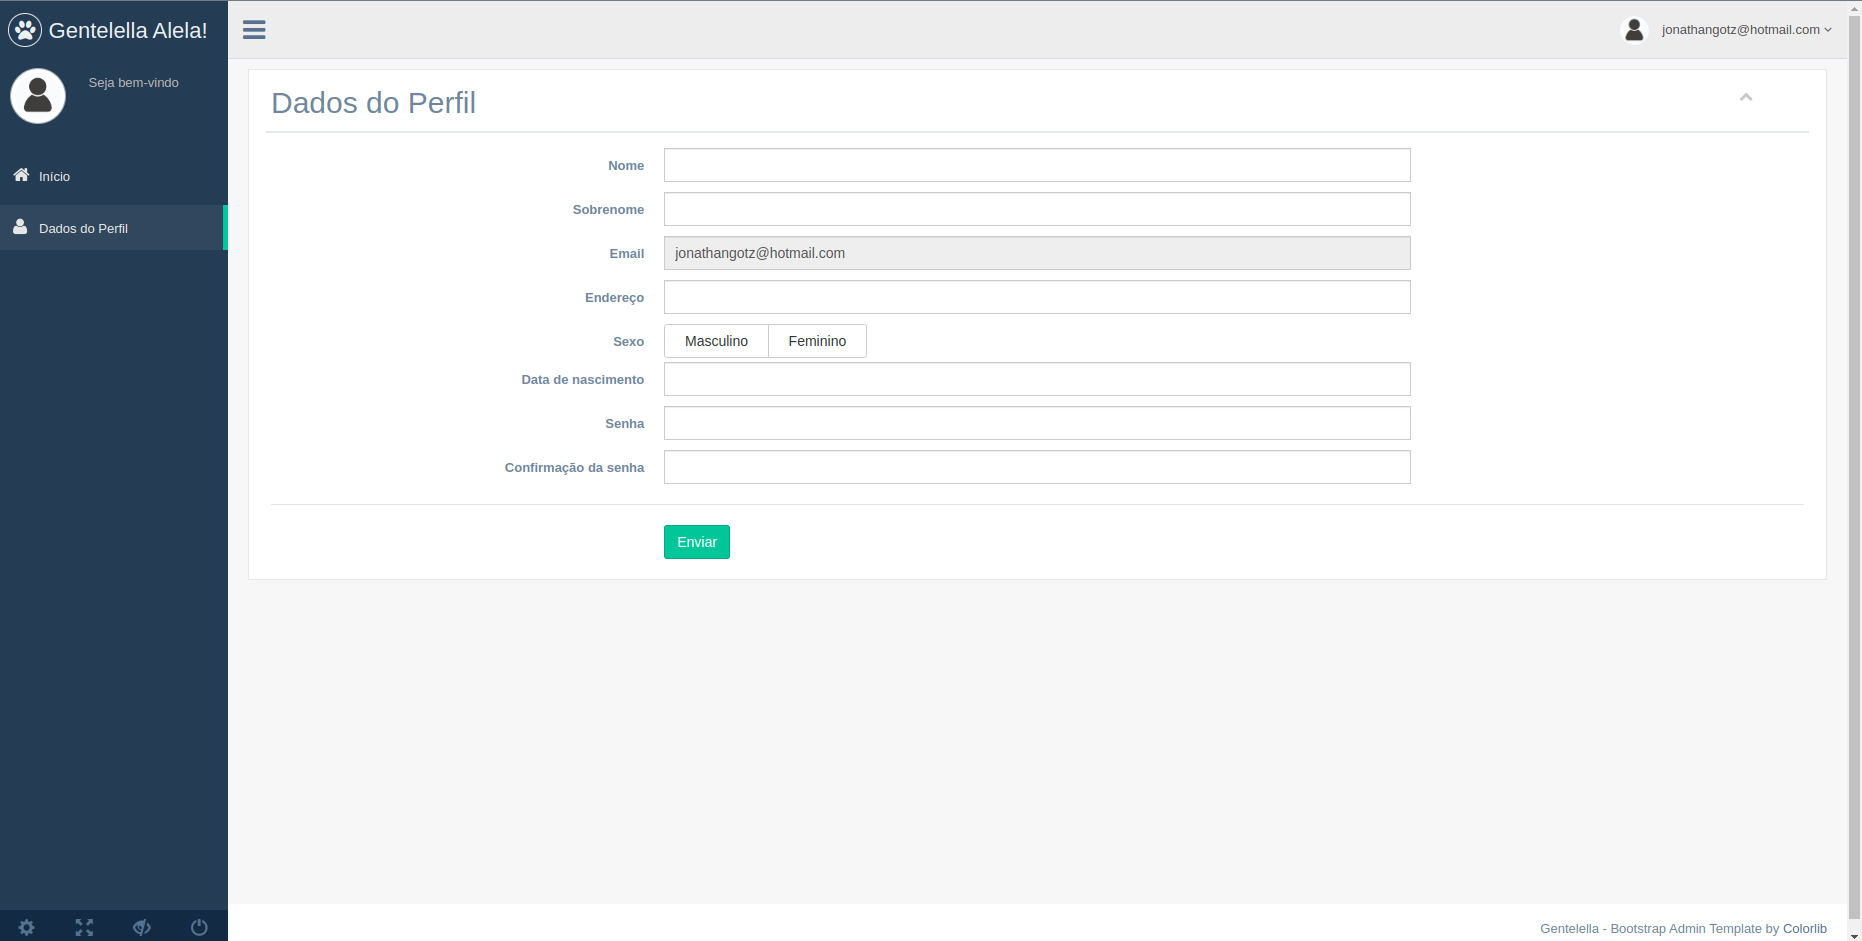 Gentelella Alela!
Seja bem-vindo
Início
Dados do Perfil
jonathangotz@hotmail.com
Dados do Perfil
Nome
Sobrenome
Email jonathangotz@hotmail.com
Endereço
Sexo Masculino Feminino
Data de nascimento
Senha
Confirmação da senha
Enviar
Gentelella - Bootstrap Admin Template by Colorlib